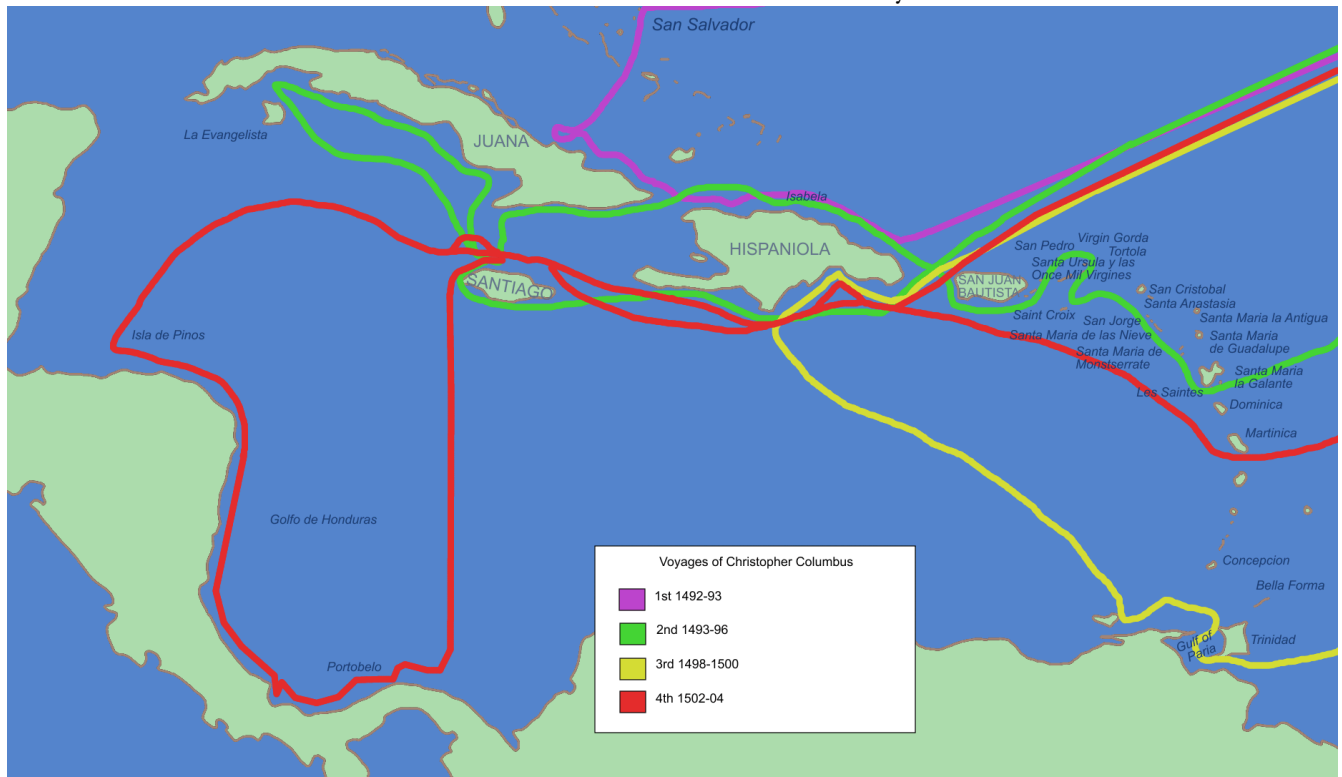 San Salvador
La Evangelista
JUANA
Isabela
HISPANIOLA
SANTIAGO
SAN JUAN
BAUTISTA
San Pedro
Virgin Gorda
Tortola
Santa Ursula y las
Once Mil Virgines
San Cristobal
Santa Anastasia
Saint Croix
San Jorge
Santa Maria la Antigua
Santa Maria de las Nieve
Santa Maria
de Guadalupe
Santa Maria de
Monstserrate
Santa Maria
la Galante
Les Saintes
Dominica
Martinica
Isla de Pinos
Golfo de Honduras
Portobelo
Concepcion
Bella Forma
Gulf of
Paria
Trinidad
Voyages of Christopher Columbus
1st 1492-93
2nd 1493-96
3rd 1498-1500
4th 1502-04